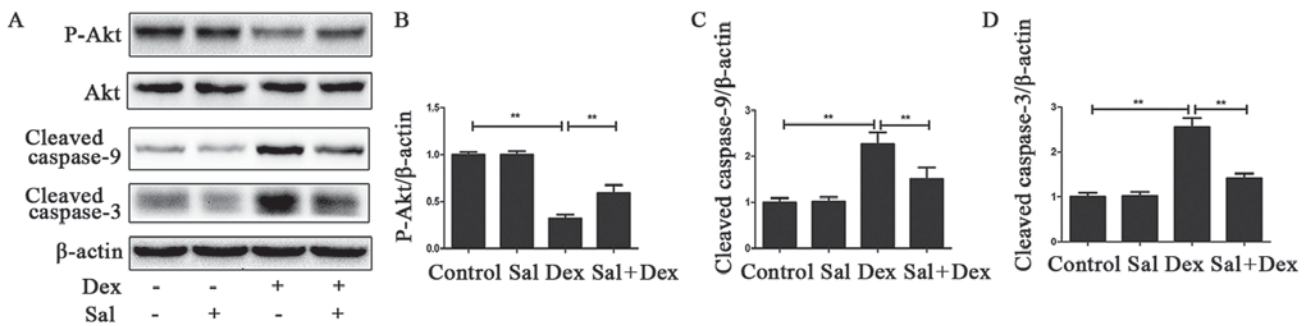 A
P-Akt
Akt
Cleaved
caspase-9
Cleaved
caspase-3
β-actin
Dex - - + +
Sal - + - +
B
P-Akt/β-actin
1.5
1.0
0.5
0.0
** **
Control Sal Dex Sal+Dex
C
Cleaved caspase-9/β-actin
3
2
1
0
** **
Control Sal Dex Sal+Dex
D
Cleaved caspase-3/β-actin
3
2
1
0
** **
Control Sal Dex Sal+Dex